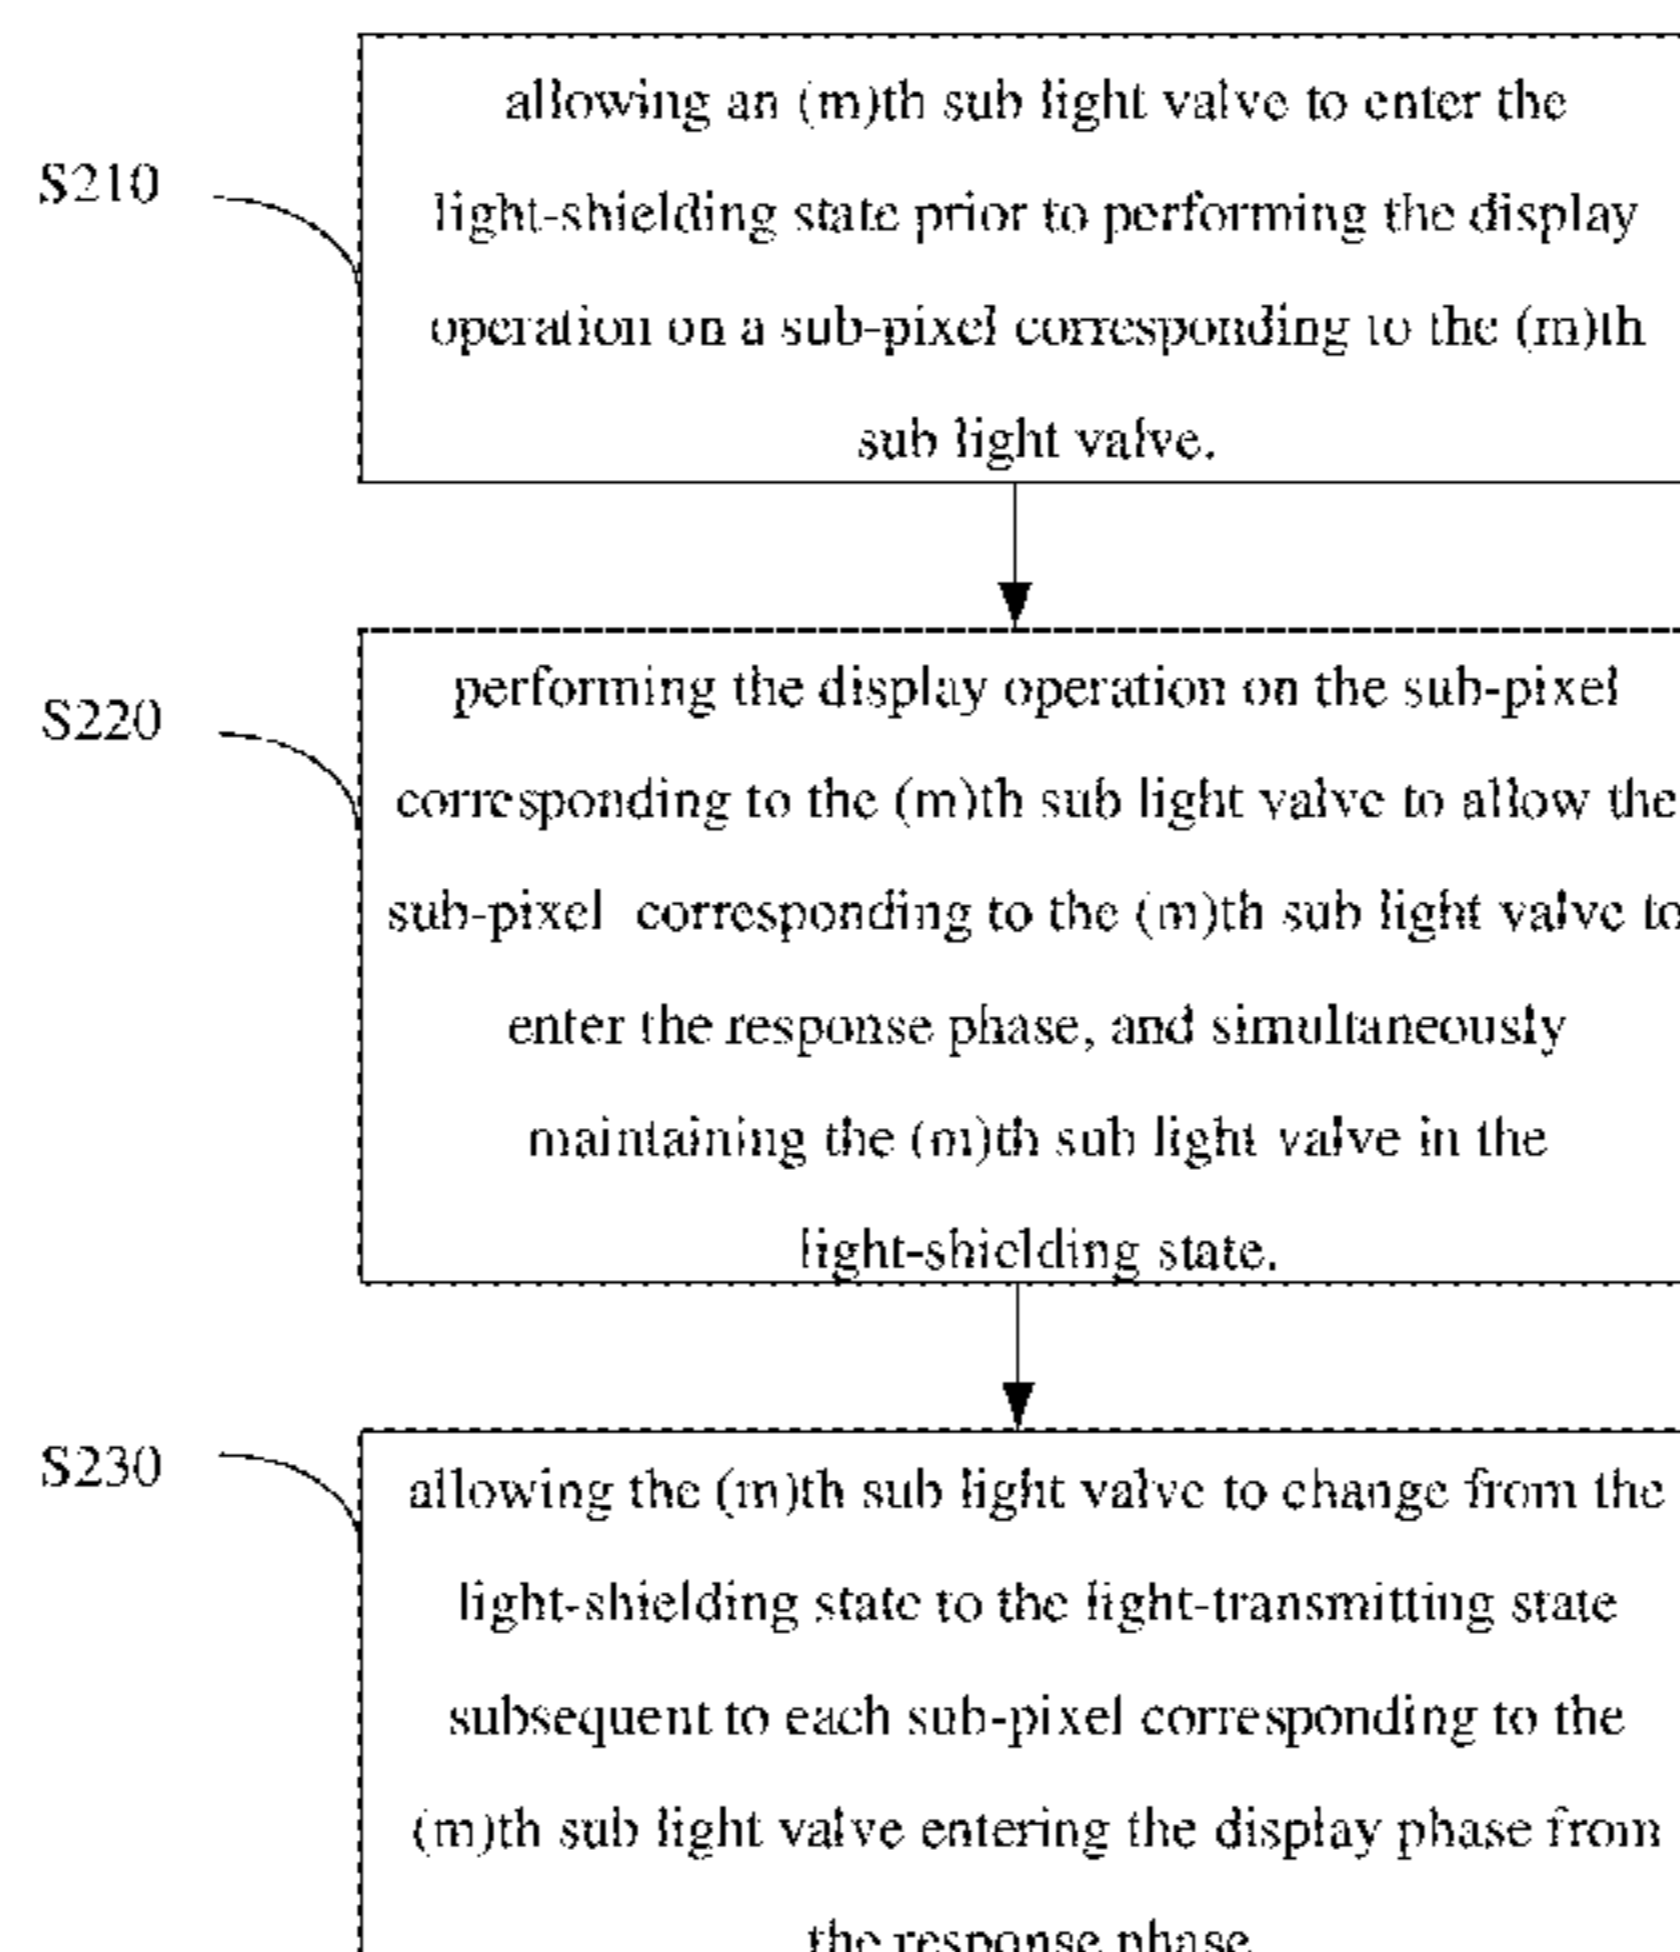 allowing an (m)th sub light valve to enter the
S210
light-shielding state prior to performing the display
operation on a sub-pixel corresponding to the (m)th
sub light valve.
performing the display operation on the sub-pixel
S220
corresponding to the (m)th sub light valve to allow the
sub-pixel corresponding to the (m)th sub light valve to
enter the response phase, and simultaneously
maintaining the (m)th sub light valve in the
light-shielding state.
S230
allowing the (m)th sub light valve to change from the
light-shielding state to the light-transmitting state
subsequent to each sub-pixel corresponding to the
(m)th sub light valve entering the display phase from
the response phase